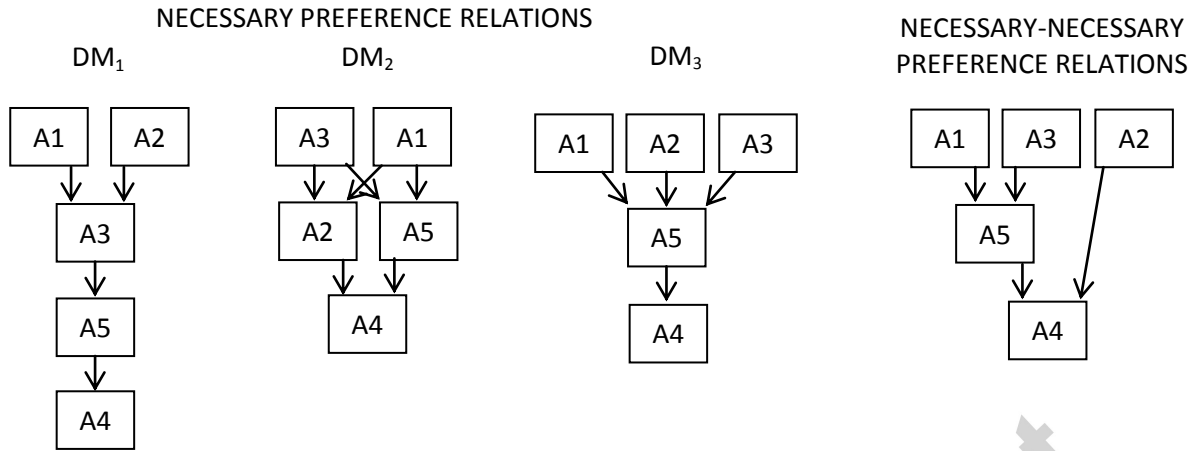 NECESSARY PREFERENCE RELATIONS
DM₁
DM₂
DM₃
NECESSARY-NECESSARY
PREFERENCE RELATIONS
A1
A2
A3
A5
A4
A3
A1
A2
A5
A4
A1
A2
A3
A5
A4
A1
A3
A2
A5
A4